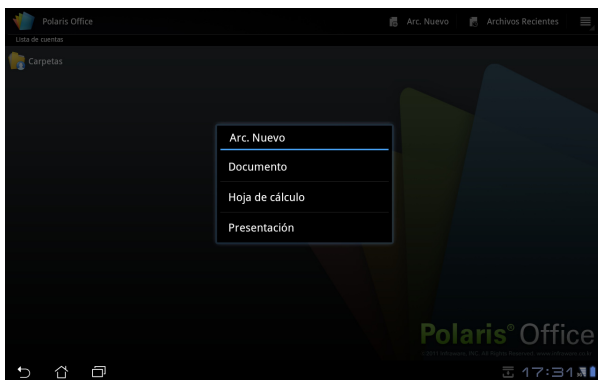 Polaris Office
Arc. Nuevo
Archivos Recientes
Lista de cuentas
Carpetas
Arc. Nuevo
Documento
Hoja de cálculo
Presentación
Polaris® Office
17:31